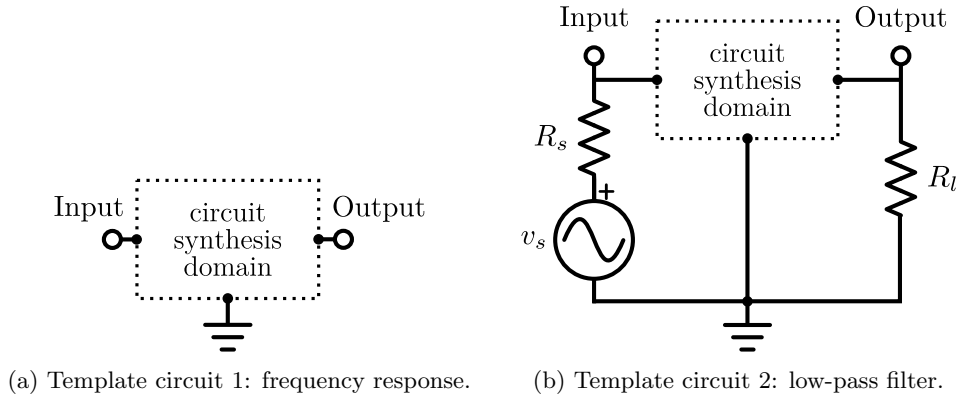 Input
circuit
synthesis
domain
Output
(a) Template circuit 1: frequency response.
Input
Output
circuit
synthesis
domain
R_s
+
v_s
R_l
(b) Template circuit 2: low-pass filter.